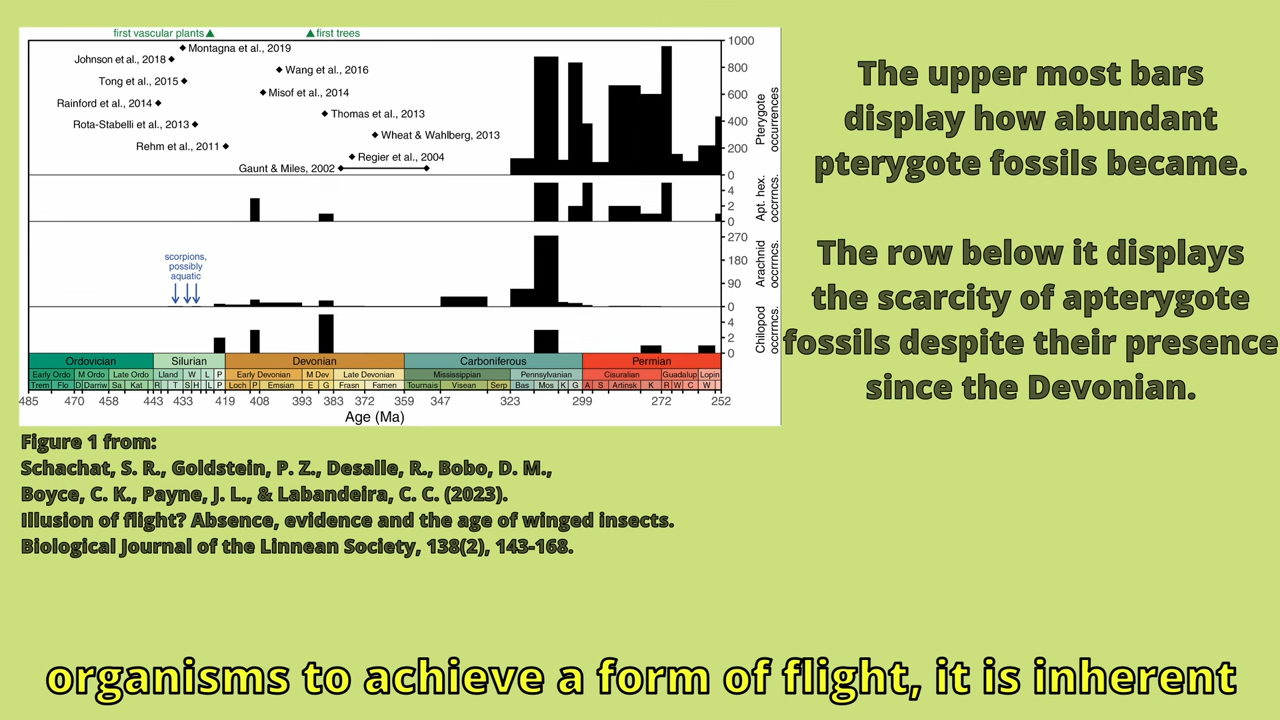 first vascular plants▲
▲first trees
Montagna et al., 2019
Johnson et al., 2018
Wang et al., 2016
Tong et al., 2015
Misof et al., 2014
Rainford et al., 2014
Thomas et al., 2013
Rota-Stabelli et al., 2013
Wheat & Wahlberg, 2013
Rehm et al., 2011
Regier et al., 2004
Gaunt & Miles, 2002
1000
800
600
400
200
0
Pterygote
occurrences
4
2
0
Apt. hex.
occrrncs.
scorpions,
possibly
aquatic
270
180
90
0
Arachnid
occrrncs.
4
2
0
Chilopod
occrrncs.
Ordovician Silurian Devonian Carboniferous Permian
Early Ordo M Ordo Late Ordo Lland W L P Early Devonian M Dev Late Devonian Mississippian Pennsylvanian Cisuralian Guadalup Lopin
Trem Flo D Darriw Sa Kat R T S H L P Loch P Emsian E G Frasn Famen Tournais Visean Serp Bas Mos K G A S Artinsk K R W C W
485 470 458 443 433 419 408 393 383 372 359 347 323 299 272 252
Age (Ma)
The upper most bars
display how abundant
pterygote fossils became.
The row below it displays
the scarcity of apterygote
fossils despite their presence
since the Devonian.
Figure 1 from:
Schachat, S. R., Goldstein, P. Z., Desalle, R., Bobo, D. M.,
Boyce, C. K., Payne, J. L., & Labandeira, C. C. (2023).
Illusion of flight? Absence, evidence and the age of winged insects.
Biological Journal of the Linnean Society, 138(2), 143-168.
organisms to achieve a form of flight, it is inherent